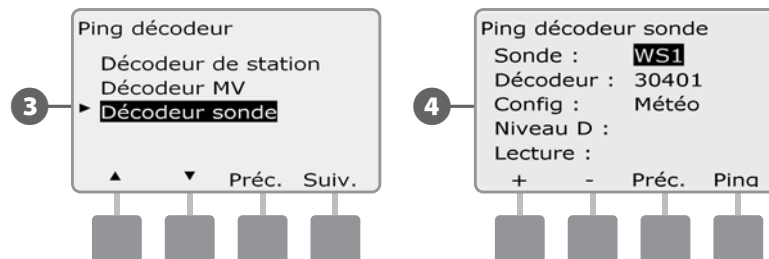 3
Ping décodeur
Décodeur de station
Décodeur MV
► Décodeur sonde
▲ ▼ Préc. Suiv.
4
Ping décodeur sonde
Sonde : WS1
Décodeur : 30401
Config : Météo
Niveau D :
Lecture :
+ - Préc. Ping